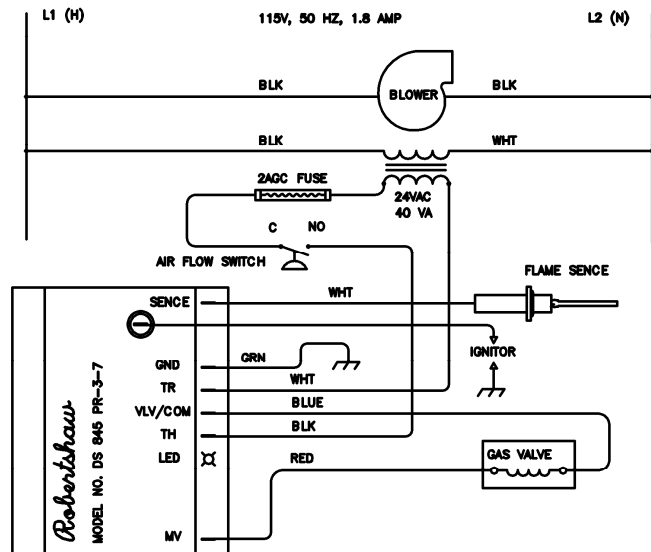 L1 (H) 115V, 50 HZ, 1.8 AMP L2 (N)
BLK BLOWER BLK
BLK WHT
2AGC FUSE
24VAC
40 VA
C NO
AIR FLOW SWITCH
FLAME SENCE
SENCE WHT
IGNITOR
GND GRN
TR WHT
VLV/COM BLUE
TH BLK
LED
RED GAS VALVE
MV
Robertshaw
MODEL NO. DS 845 PR-3-7